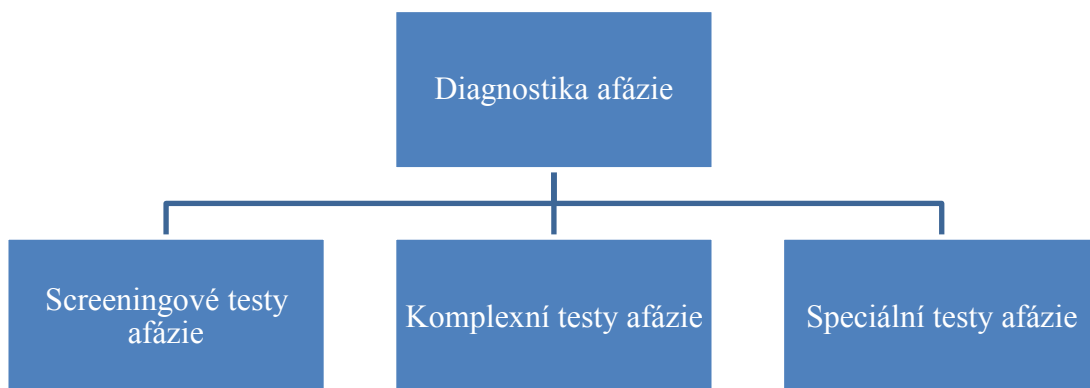 Diagnostika afázie
Screeningové testy
afázie
Komplexní testy afázie
Speciální testy afázie